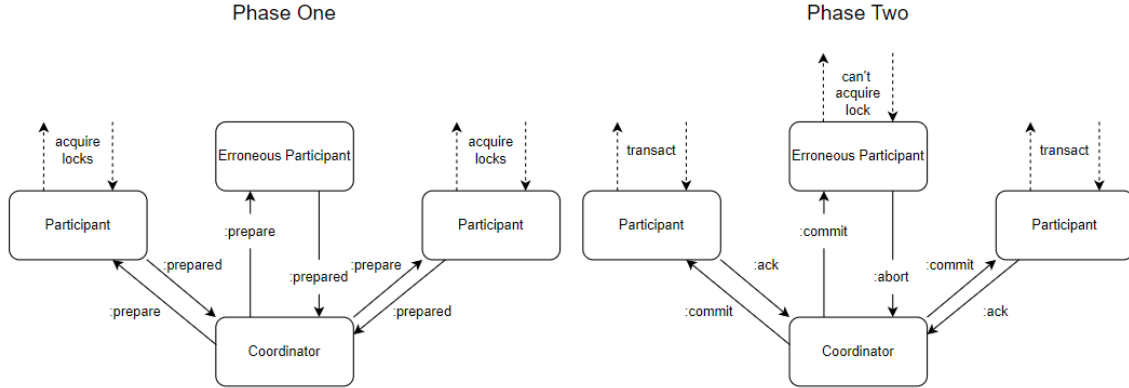 Phase One
Phase Two
acquire
locks
Erroneous Participant
acquire
locks
Participant
Participant
:prepare
:prepared
:prepared
:prepare
:prepare
:prepared
Coordinator
can't
acquire
lock
transact
Erroneous Participant
transact
Participant
Participant
:commit
:ack
:abort
:commit
:commit
:ack
Coordinator